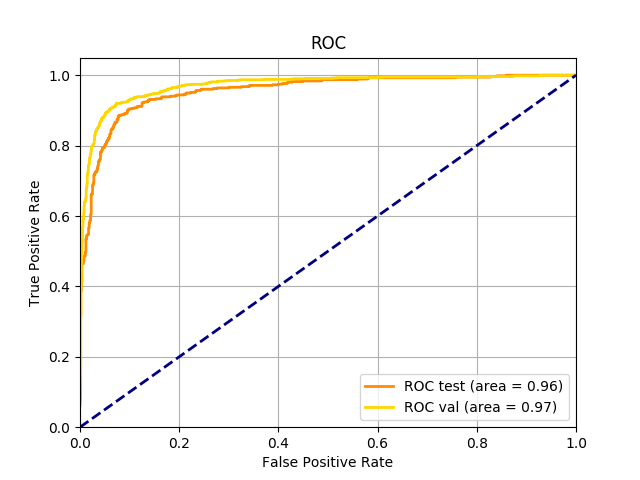 ROC
1.0
0.8
0.6
0.4
0.2
0.0
True Positive Rate
0.0 0.2 0.4 0.6 0.8 1.0
False Positive Rate
ROC test (area = 0.96)
ROC val (area = 0.97)